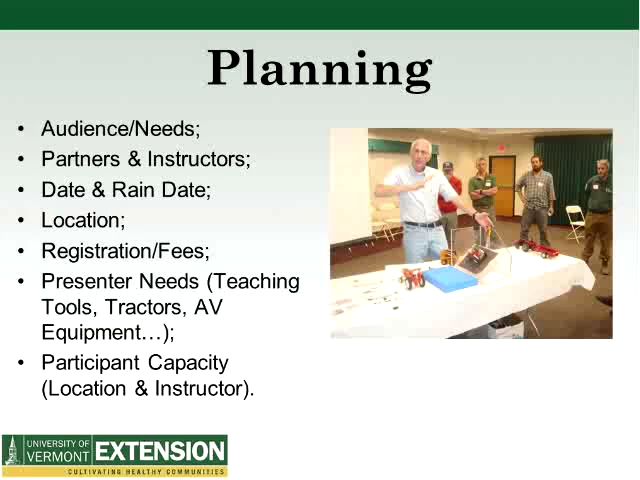 Planning
• Audience/Needs;
• Partners & Instructors;
• Date & Rain Date;
• Location;
• Registration/Fees;
• Presenter Needs (Teaching
Tools, Tractors, AV
Equipment…);
• Participant Capacity
(Location & Instructor).
UNIVERSITY OF
VERMONT EXTENSION
CULTIVATING HEALTHY COMMUNITIES